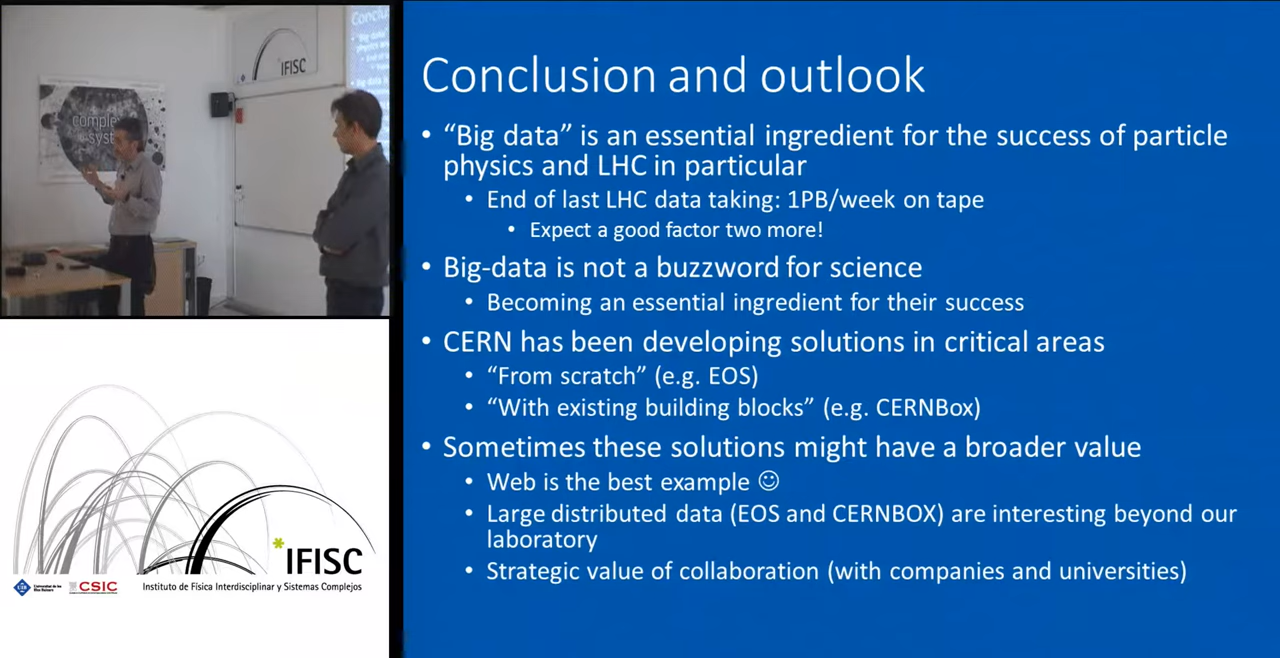 IFISC
comple
syst
Conclusion and outlook
• “Big data” is an essential ingredient for the success of particle
physics and LHC in particular
• End of last LHC data taking: 1PB/week on tape
• Expect a good factor two more!
• Big-data is not a buzzword for science
• Becoming an essential ingredient for their success
• CERN has been developing solutions in critical areas
• “From scratch” (e.g. EOS)
• “With existing building blocks” (e.g. CERNBox)
• Sometimes these solutions might have a broader value
• Web is the best example ☺
• Large distributed data (EOS and CERNBOX) are interesting beyond our
laboratory
• Strategic value of collaboration (with companies and universities)
*IFISC
CSIC
Instituto de Física Interdisciplinar y Sistemas Complejos